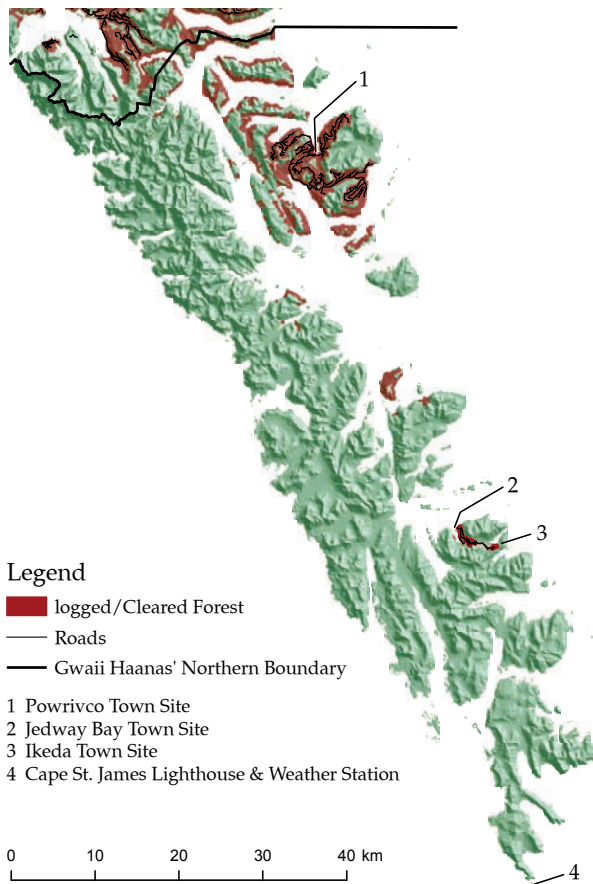 1
2
3
Legend
logged/Cleared Forest
Roads
Gwaii Haanas' Northern Boundary
1 Powrivco Town Site
2 Jedway Bay Town Site
3 Ikeda Town Site
4 Cape St. James Lighthouse & Weather Station
0 10 20 30 40 km
4